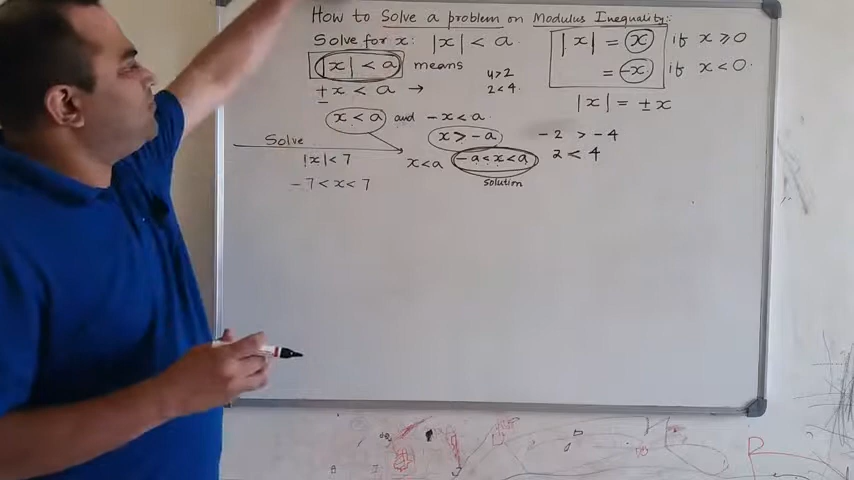 How to Solve a problem on Modulus Inequality:
Solve for x: |x| < a.
|x| < a means
± x < a →
4>2
2<4.
x < a and -x < a.
x > -a
x<a -a<x<a
solution
Solve
|x|<7
-7<x<7
|x| = x if x ≥ 0
= -x if x < 0.
|x| = ± x
-2 > -4
2 < 4